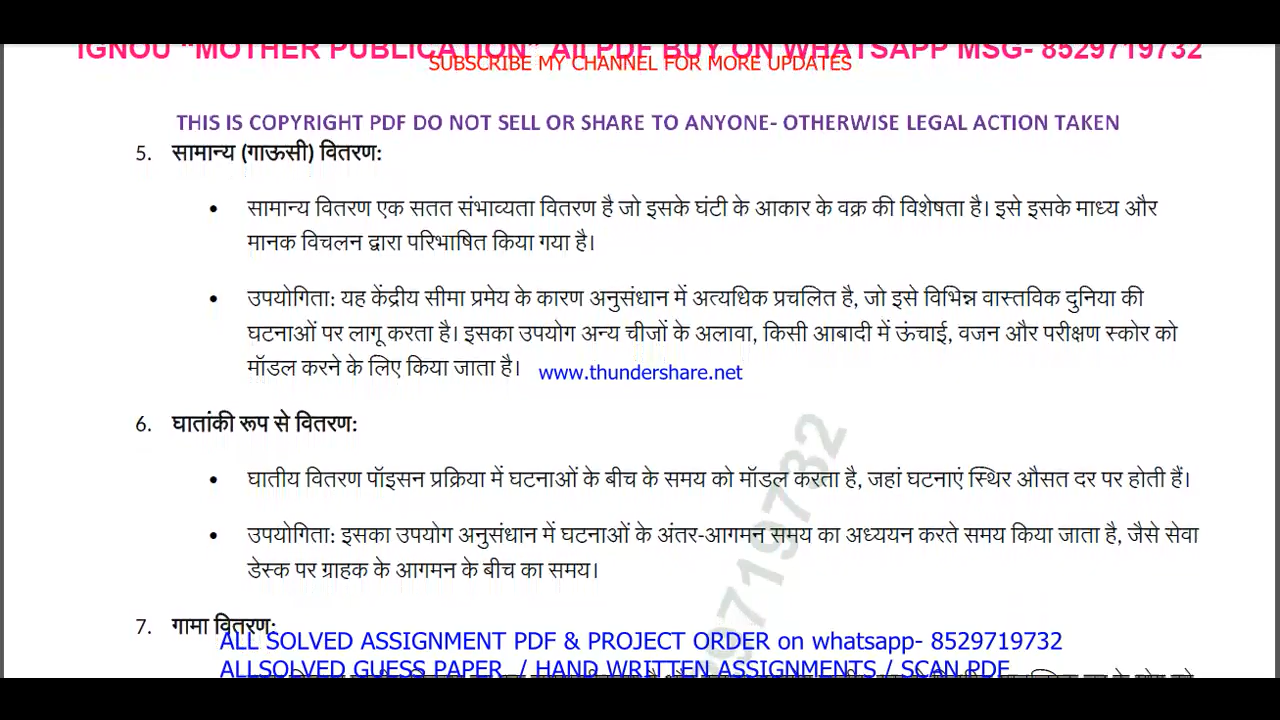 IGNOU "MOTHER PUBLICATION" All PDF BUY ON WHATSAPP MSG- 8529719732
SUBSCRIBE MY CHANNEL FOR MORE UPDATES
THIS IS COPYRIGHT PDF DO NOT SELL OR SHARE TO ANYONE- OTHERWISE LEGAL ACTION TAKEN
5. सामान्य (गाऊसी) वितरण:
• सामान्य वितरण एक सतत संभाव्यता वितरण है जो इसके घंटी के आकार के वक्र की विशेषता है। इसे इसके माध्य और
मानक विचलन द्वारा परिभाषित किया गया है।
• उपयोगिता: यह केंद्रीय सीमा प्रमेय के कारण अनुसंधान में अत्यधिक प्रचलित है, जो इसे विभिन्न वास्तविक दुनिया की
घटनाओं पर लागू करता है। इसका उपयोग अन्य चीजों के अलावा, किसी आबादी में ऊंचाई, वजन और परीक्षण स्कोर को
मॉडल करने के लिए किया जाता है। www.thundershare.net
6. घातांकी रूप से वितरण:
• घातीय वितरण पॉइसन प्रक्रिया में घटनाओं के बीच के समय को मॉडल करता है, जहां घटनाएं स्थिर औसत दर पर होती हैं।
• उपयोगिता: इसका उपयोग अनुसंधान में घटनाओं के अंतर-आगमन समय का अध्ययन करते समय किया जाता है, जैसे सेवा
डेस्क पर ग्राहक के आगमन के बीच का समय।
9719732
7. गामा वितरण:
ALL SOLVED ASSIGNMENT PDF & PROJECT ORDER on whatsapp- 8529719732
ALLSOLVED GUESS PAPER / HAND WRITTEN ASSIGNMENTS / SCAN PDF